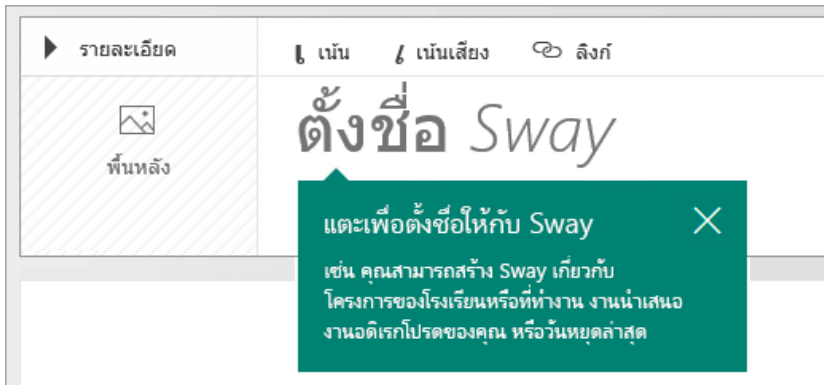 รายละเอียด
เน้น เน้นเสียง ลิงก์
ตั้งชื่อ Sway
พื้นหลัง
แตะเพื่อตั้งชื่อให้กับ Sway
เช่น คุณสามารถสร้าง Sway เกี่ยวกับ
โครงการของโรงเรียนหรือที่ทำงาน งานนำเสนอ
งานอดิเรกโปรดของคุณ หรือวันหยุดล่าสุด